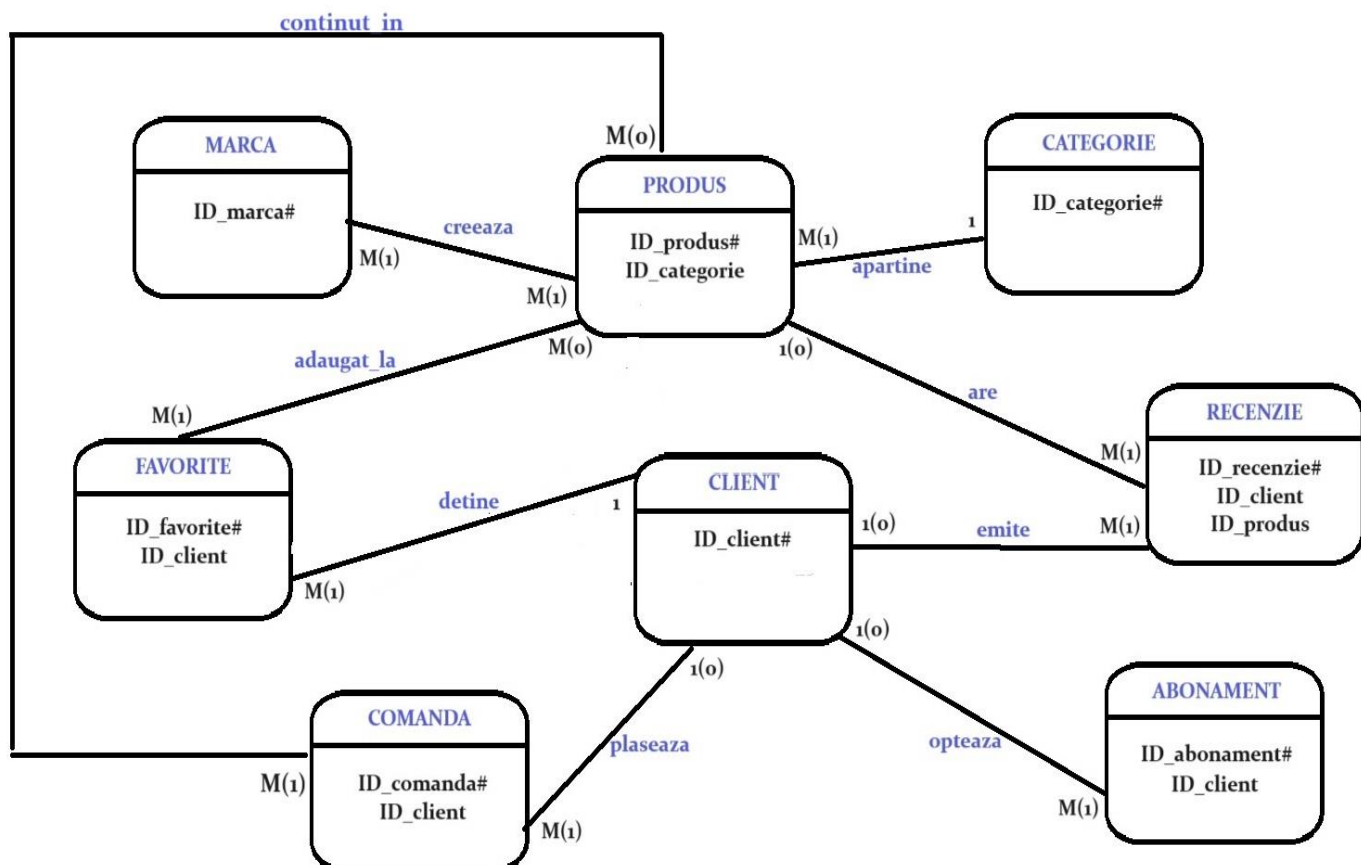 continut_in
M(0)
MARCA
ID_marca#
creeaza
M(1)
M(1)
PRODUS
ID_produs#
ID_categorie
CATEGORIE
ID_categorie#
M(1)
1
apartine
adaugat_la
M(0)
M(1)
1(0)
are
M(1)
FAVORITE
ID_favorite#
ID_client
detine
1
M(1)
CLIENT
ID_client#
1(0)
emite
M(1)
RECENZIE
ID_recenzie#
ID_client
ID_produs
1(0)
1(0)
plaseaza
opteaza
M(1)
COMANDA
ID_comanda#
ID_client
M(1)
M(1)
ABONAMENT
ID_abonament#
ID_client